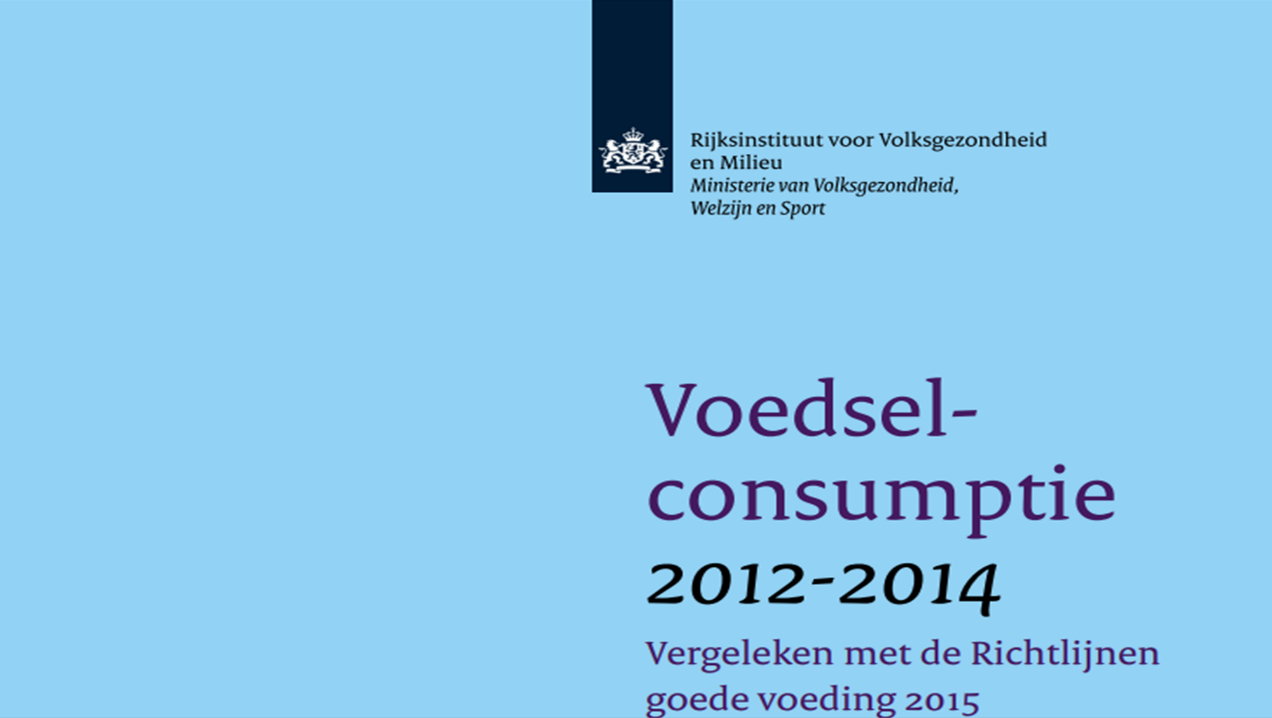 Rijksinstituut voor Volksgezondheid
en Milieu
Ministerie van Volksgezondheid,
Welzijn en Sport
Voedsel-
consumptie
2012-2014
Vergeleken met de Richtlijnen
goede voeding 2015